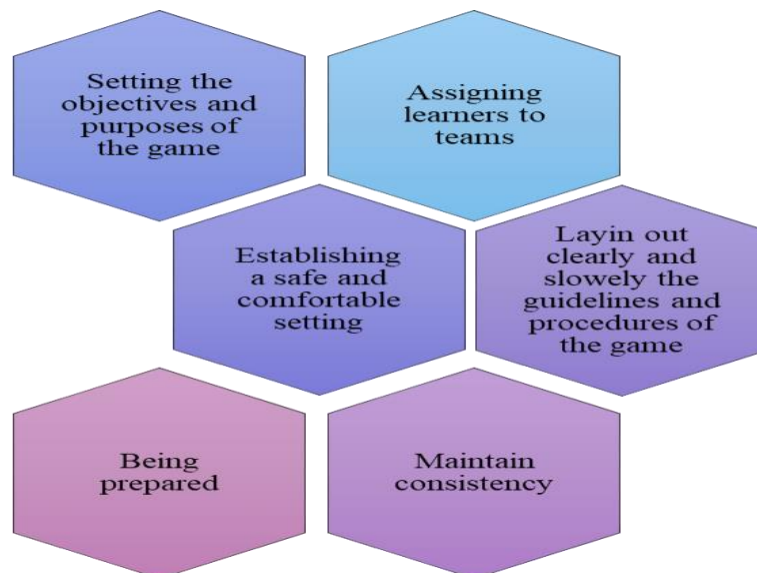 Setting the
objectives and
purposes of
the game
Assigning
learners to
teams
Establishing
a safe and
comfortable
setting
Layin out
clearly and
slowely the
guidelines and
procedures of
the game
Being
prepared
Maintain
consistency